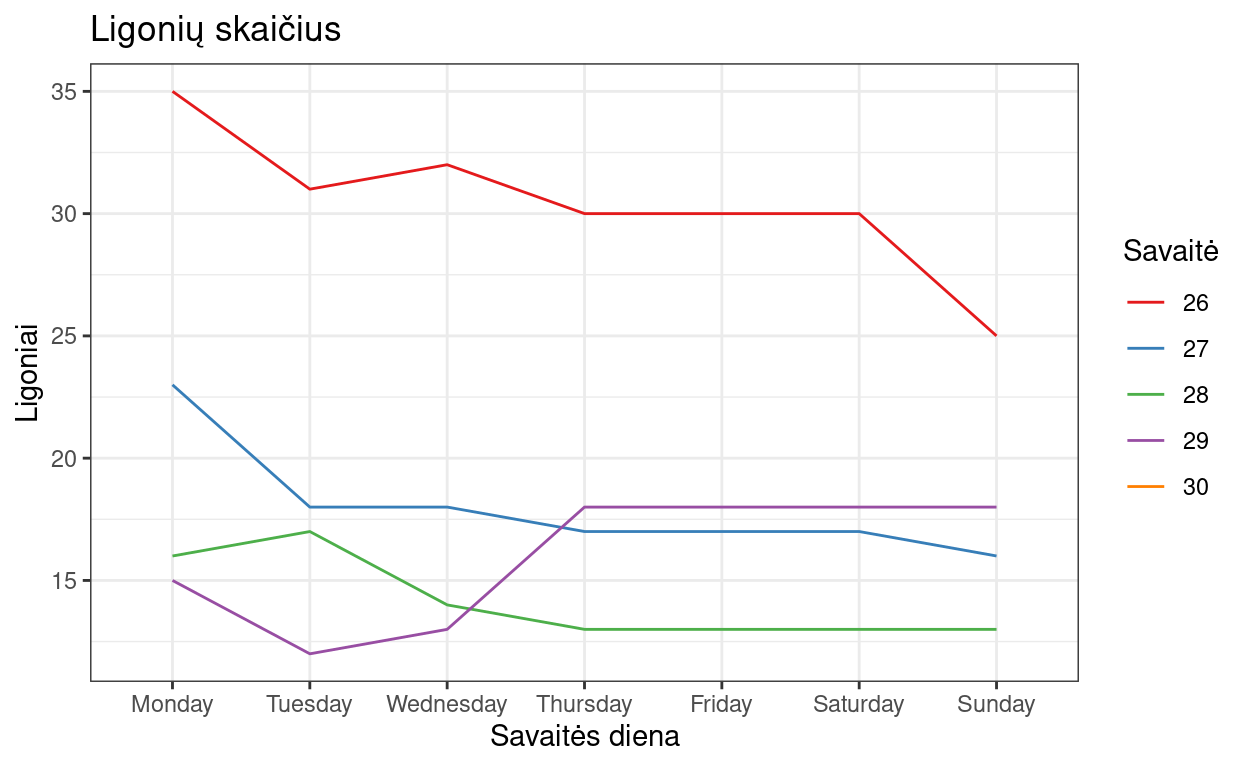 Ligonių skaičius
35
30
25
20
15
Ligoniai
Monday Tuesday Wednesday Thursday Friday Saturday Sunday
Savaitės diena
Savaitė
26
27
28
29
30